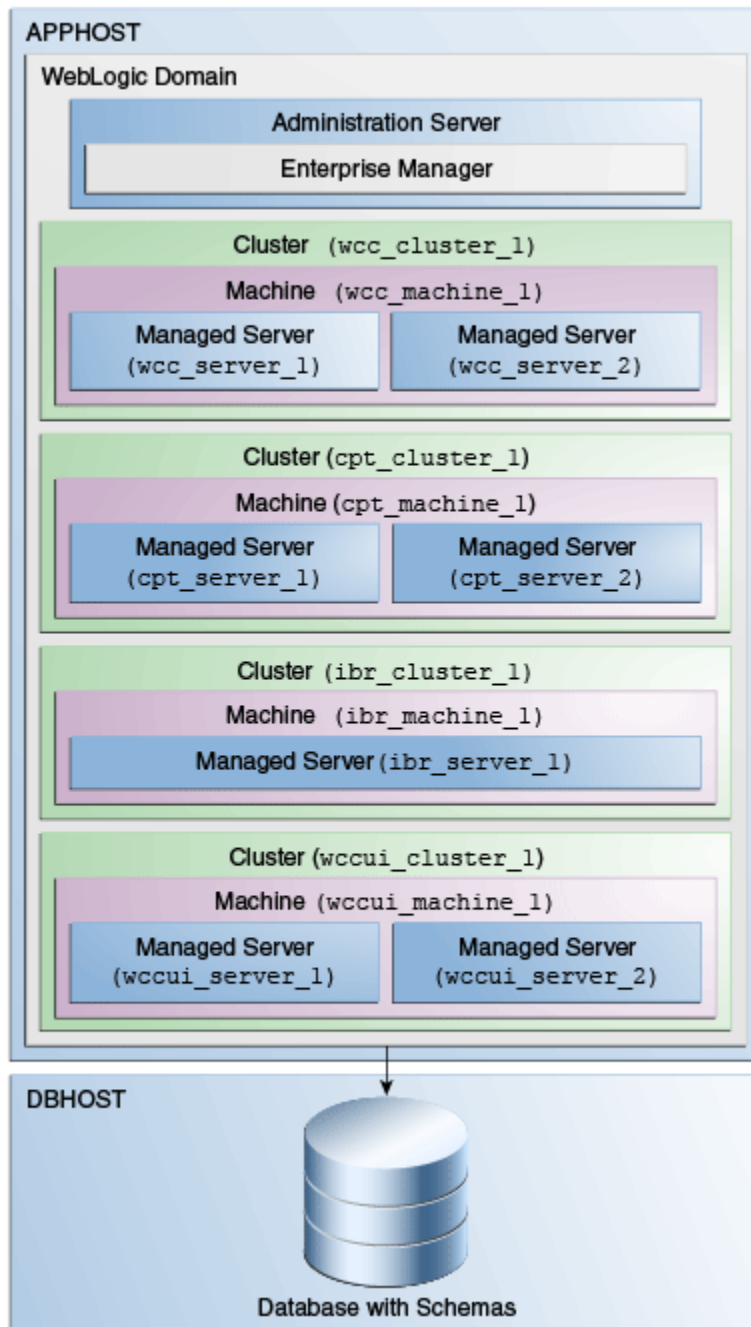 APPHOST
WebLogic Domain
Administration Server
Enterprise Manager
Cluster (wcc_cluster_1)
Machine (wcc_machine_1)
Managed Server
(wcc_server_1)
Managed Server
(wcc_server_2)
Cluster (cpt_cluster_1)
Machine (cpt_machine_1)
Managed Server
(cpt_server_1)
Managed Server
(cpt_server_2)
Cluster (ibr_cluster_1)
Machine (ibr_machine_1)
Managed Server (ibr_server_1)
Cluster (wccui_cluster_1)
Machine (wccui_machine_1)
Managed Server
(wccui_server_1)
Managed Server
(wccui_server_2)
DBHOST
Database with Schemas